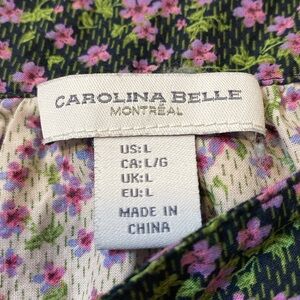 CAROLINA BELLE
MONTRÉAL
US: L
CA: L/G
UK: L
EU: L
MADE IN
CHINA